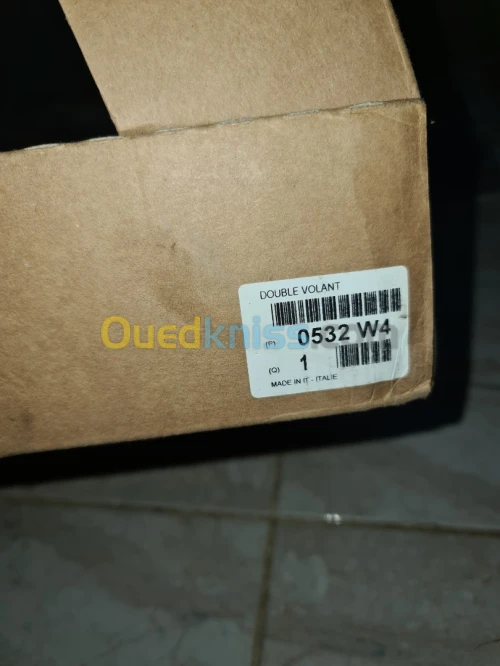 DOUBLE VOLANT
Ouedkniss.com
(P) 0532 W4
(Q) 1
MADE IN IT - ITALIE